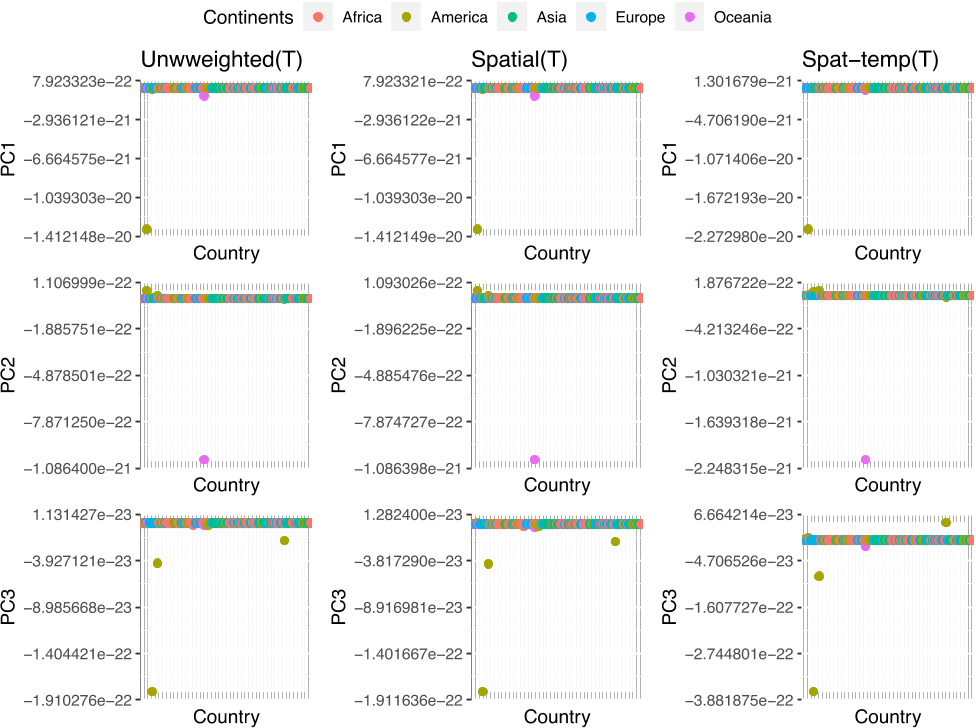 Continents Africa America Asia Europe Oceania
Unwweighted(T) Spatial(T) Spat−temp(T)
7.923323e−22 7.923321e−22 1.301679e−21
−2.936121e−21 −2.936122e−21 −4.706190e−21
PC1 PC1 PC1
−6.664575e−21 −6.664577e−21 −1.071406e−20
−1.039303e−20 −1.039303e−20 −1.672193e−20
−1.412148e−20 −1.412149e−20 −2.272980e−20
Country Country Country
1.106999e−22 1.093026e−22 1.876722e−22
−1.885751e−22 −1.896225e−22 −4.213246e−22
PC2 PC2 PC2
−4.878501e−22 −4.885476e−22 −1.030321e−21
−7.871250e−22 −7.874727e−22 −1.639318e−21
−1.086400e−21 −1.086398e−21 −2.248315e−21
Country Country Country
1.131427e−23 1.282400e−23 6.664214e−23
−3.927121e−23 −3.817290e−23 −4.706526e−23
PC3 PC3 PC3
−8.985668e−23 −8.916981e−23 −1.607727e−22
−1.404421e−22 −1.401667e−22 −2.744801e−22
−1.910276e−22 −1.911636e−22 −3.881875e−22
Country Country Country